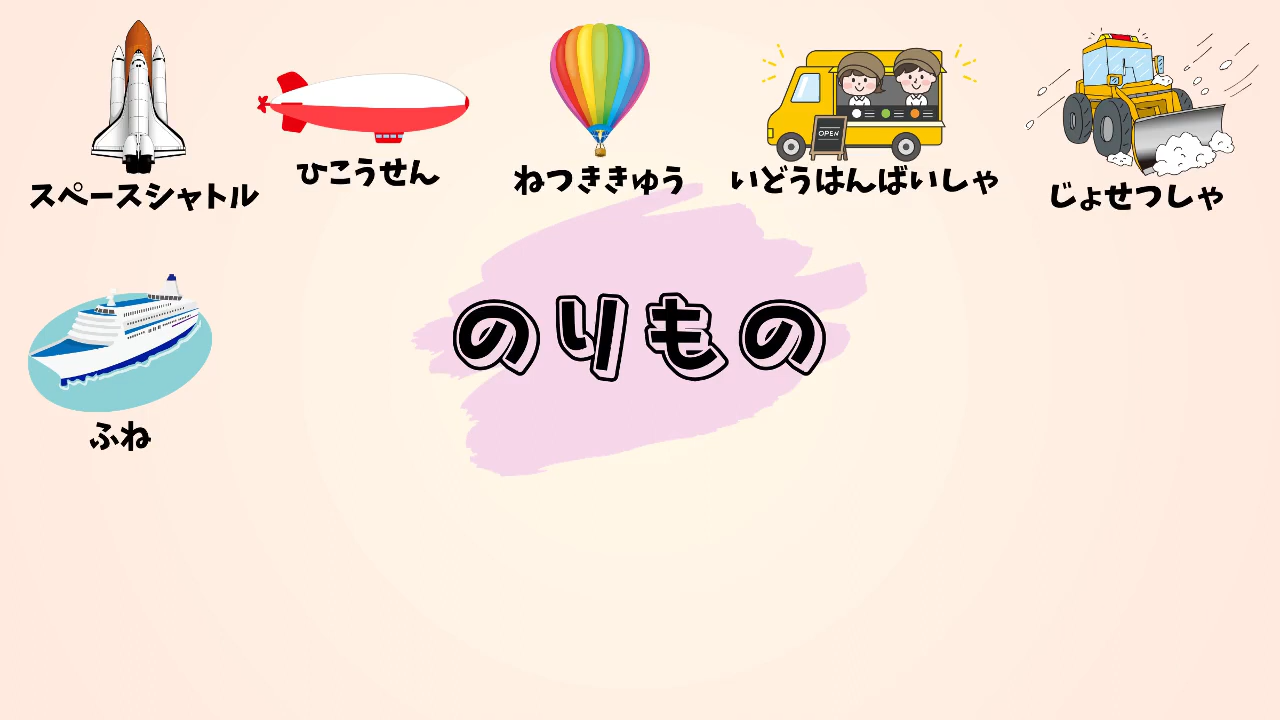 スペースシャトル
ひこうせん
ねつききゅう
OPEN
いどうはんばいしゃ
じょせつしゃ
のりもの
ふね